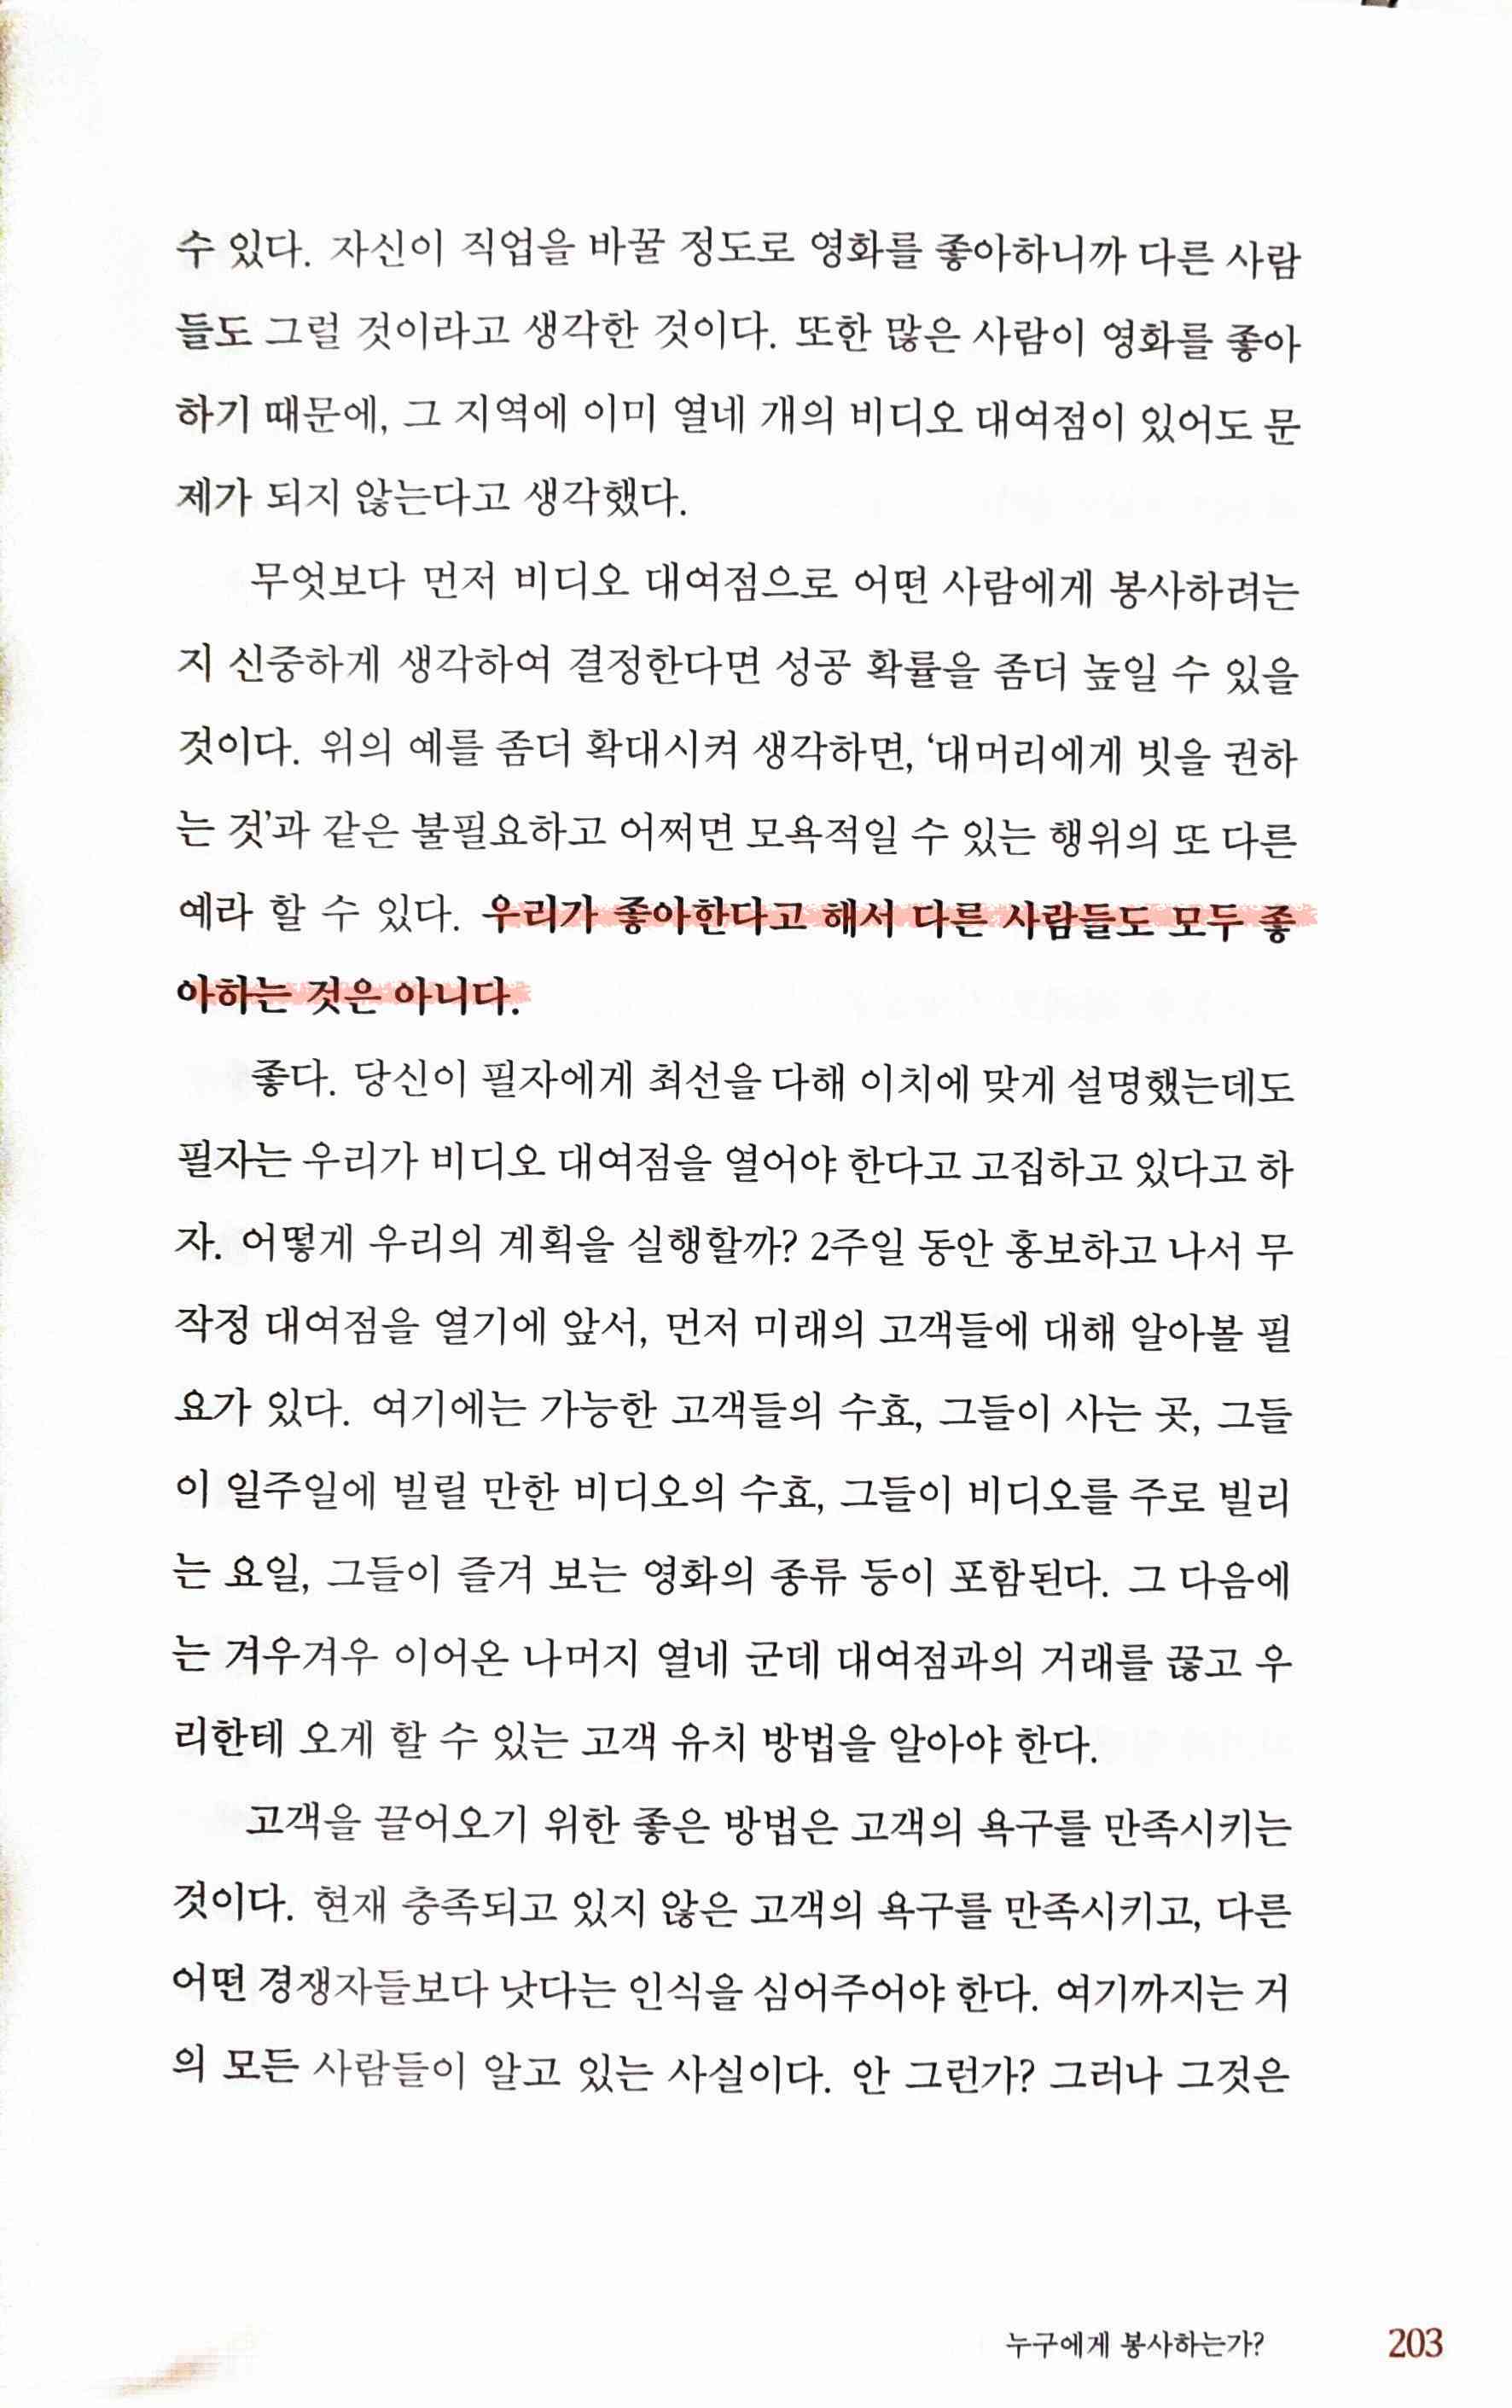 수 있다. 자신이 직업을 바꿀 정도로 영화를 좋아하니까 다른 사람
들도 그럴 것이라고 생각한 것이다. 또한 많은 사람이 영화를 좋아
하기 때문에, 그 지역에 이미 열네 개의 비디오 대여점이 있어도 문
제가 되지 않는다고 생각했다.
무엇보다 먼저 비디오 대여점으로 어떤 사람에게 봉사하려는
지 신중하게 생각하여 결정한다면 성공 확률을 좀더 높일 수 있을
것이다. 위의 예를 좀더 확대시켜 생각하면, ‘대머리에게 빗을 권하
는 것’과 같은 불필요하고 어쩌면 모욕적일 수 있는 행위의 또 다른
예라 할 수 있다. 우리가 좋아한다고 해서 다른 사람들도 모두 좋
아하는 것은 아니다.
좋다. 당신이 필자에게 최선을 다해 이치에 맞게 설명했는데도
필자는 우리가 비디오 대여점을 열어야 한다고 고집하고 있다고 하
자. 어떻게 우리의 계획을 실행할까? 2주일 동안 홍보하고 나서 무
작정 대여점을 열기에 앞서, 먼저 미래의 고객들에 대해 알아볼 필
요가 있다. 여기에는 가능한 고객들의 수효, 그들이 사는 곳, 그들
이 일주일에 빌릴 만한 비디오의 수효, 그들이 비디오를 주로 빌리
는 요일, 그들이 즐겨 보는 영화의 종류 등이 포함된다. 그 다음에
는 겨우겨우 이어온 나머지 열네 군데 대여점과의 거래를 끊고 우
리한테 오게 할 수 있는 고객 유치 방법을 알아야 한다.
고객을 끌어오기 위한 좋은 방법은 고객의 욕구를 만족시키는
것이다. 현재 충족되고 있지 않은 고객의 욕구를 만족시키고, 다른
어떤 경쟁자들보다 낫다는 인식을 심어주어야 한다. 여기까지는 거
의 모든 사람들이 알고 있는 사실이다. 안 그런가? 그러나 그것은
누구에게 봉사하는가? 203